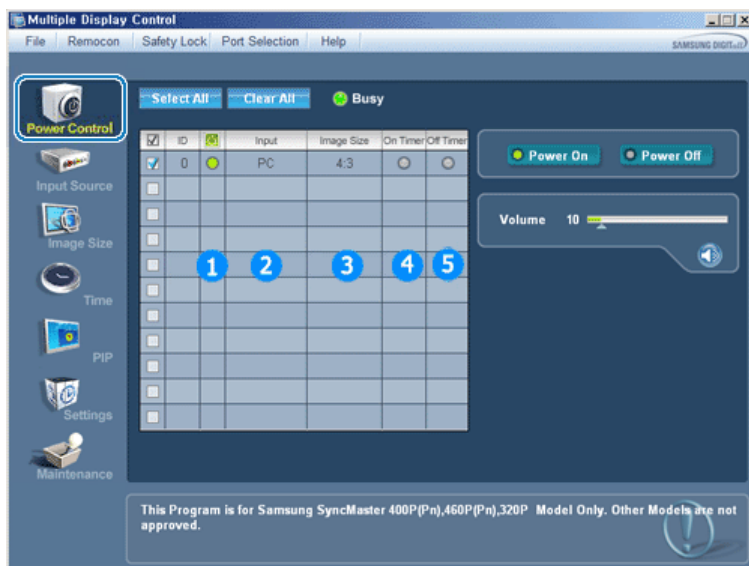 Multiple Display Control
File Remocon Safety Lock Port Selection Help
SAMSUNG DIGITall
Select All Clear All Busy
Power Control
ID Input Image Size On Timer Off Timer
0 PC 4:3
Power On Power Off
Input Source
Volume 10
Image Size
1 2 3 4 5
Time
PIP
Settings
Maintenance
This Program is for Samsung SyncMaster 400P(Pn),460P(Pn),320P Model Only. Other Models are not
approved.